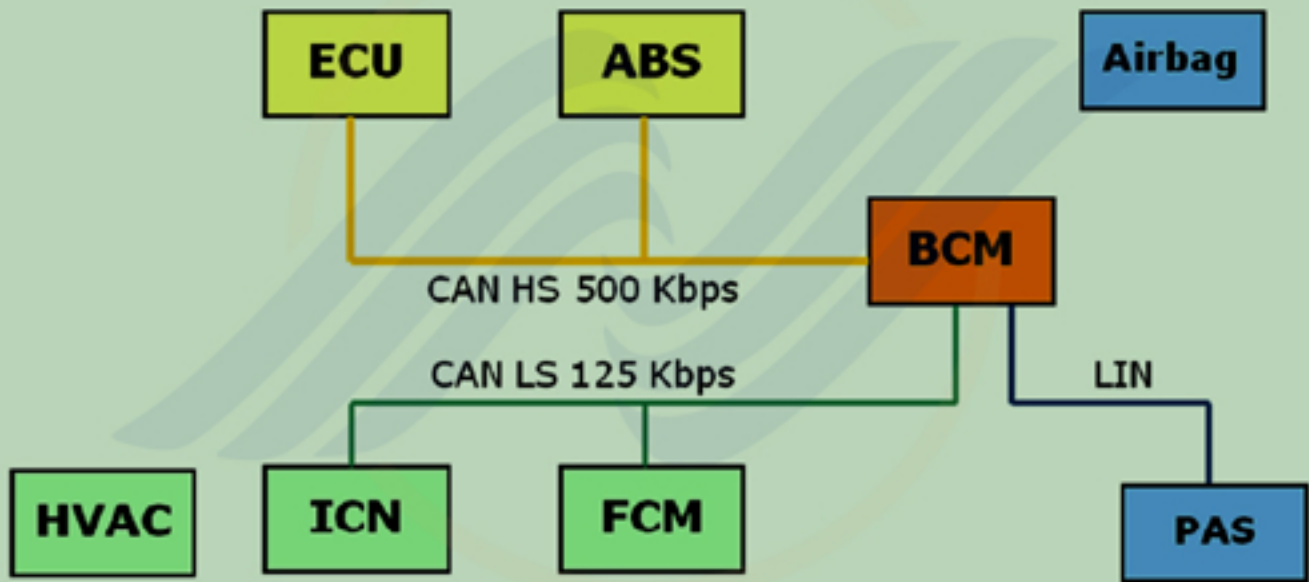 ECU
ABS
Airbag
BCM
CAN HS 500 Kbps
CAN LS 125 Kbps
LIN
HVAC
ICN
FCM
PAS